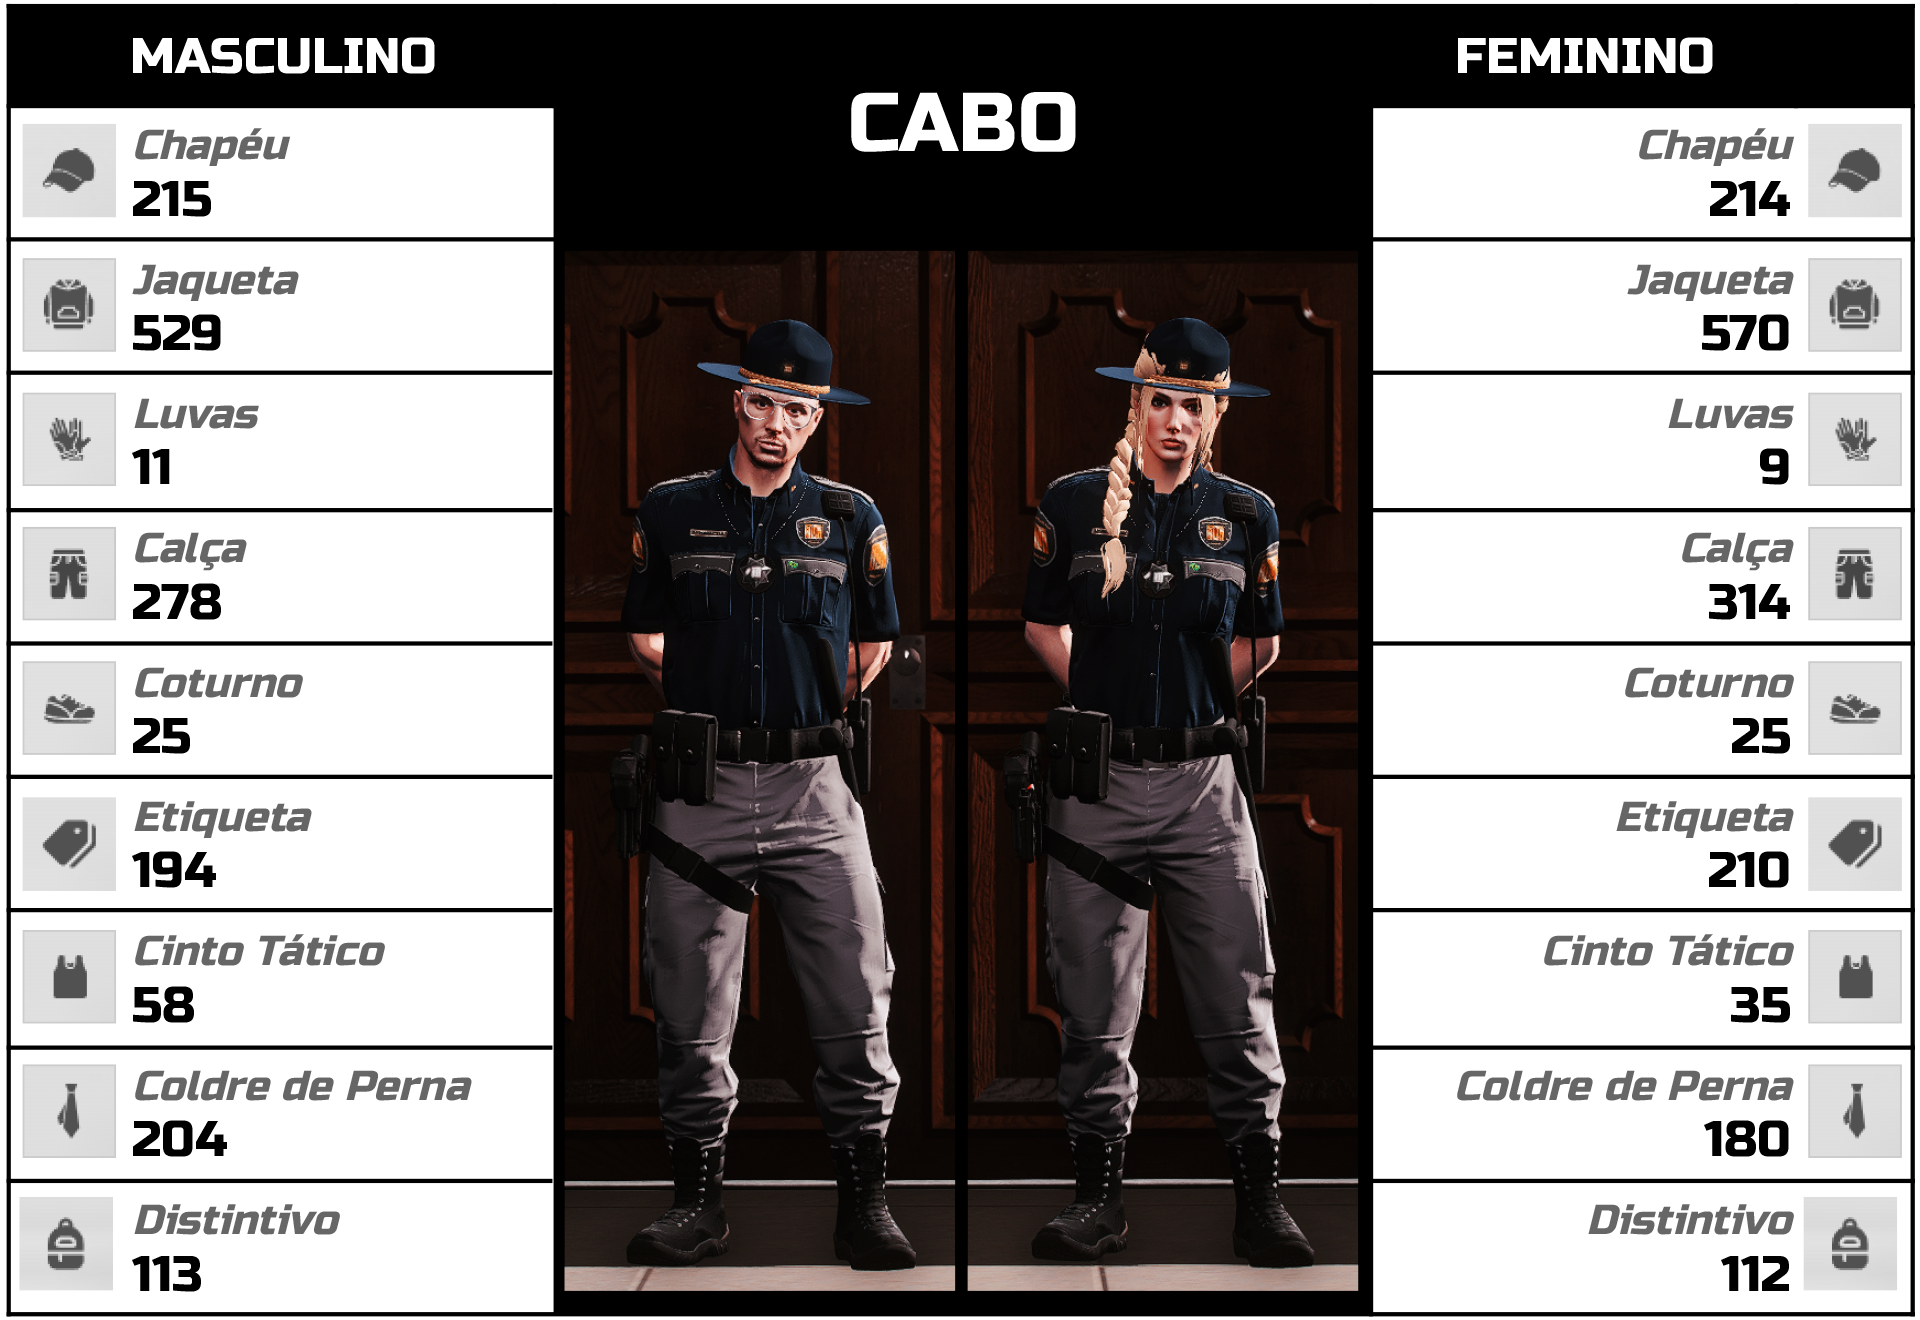 MASCULINO
CABO
FEMININO
Chapéu
215
Jaqueta
529
Luvas
11
Calça
278
Coturno
25
Etiqueta
194
Cinto Tático
58
Coldre de Perna
204
Distintivo
113
Chapéu
214
Jaqueta
570
Luvas
9
Calça
314
Coturno
25
Etiqueta
210
Cinto Tático
35
Coldre de Perna
180
Distintivo
112